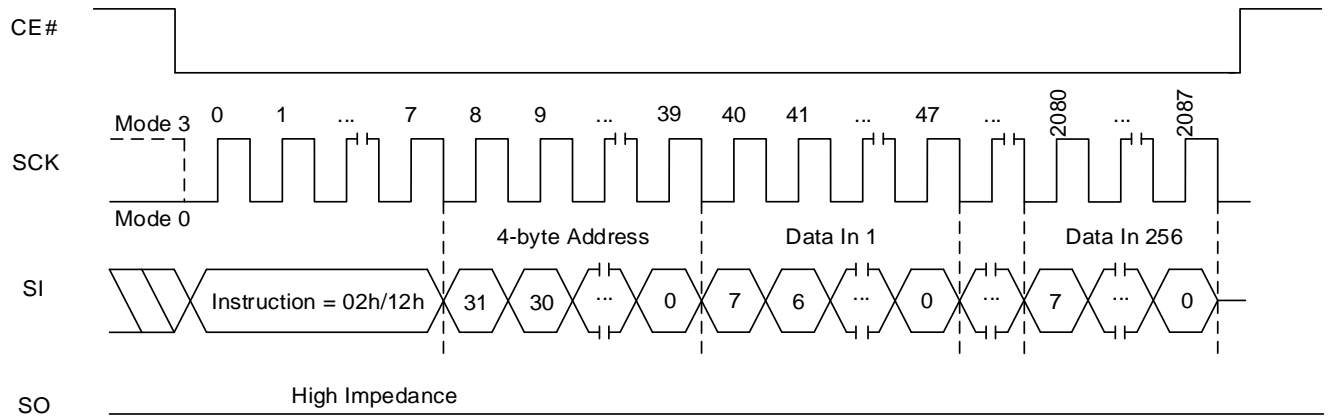 CE#
0 1 ... 7 8 9 ... 39 40 41 ... 47 ... 2080 ... 2087
Mode 3
SCK
Mode 0
4-byte Address Data In 1 Data In 256
SI Instruction = 02h/12h 31 30 ... 0 7 6 ... 0 ... 7 ... 0
High Impedance
SO